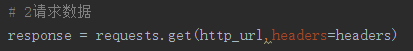 # 2请求数据
response = requests.get(http_url,headers=headers)